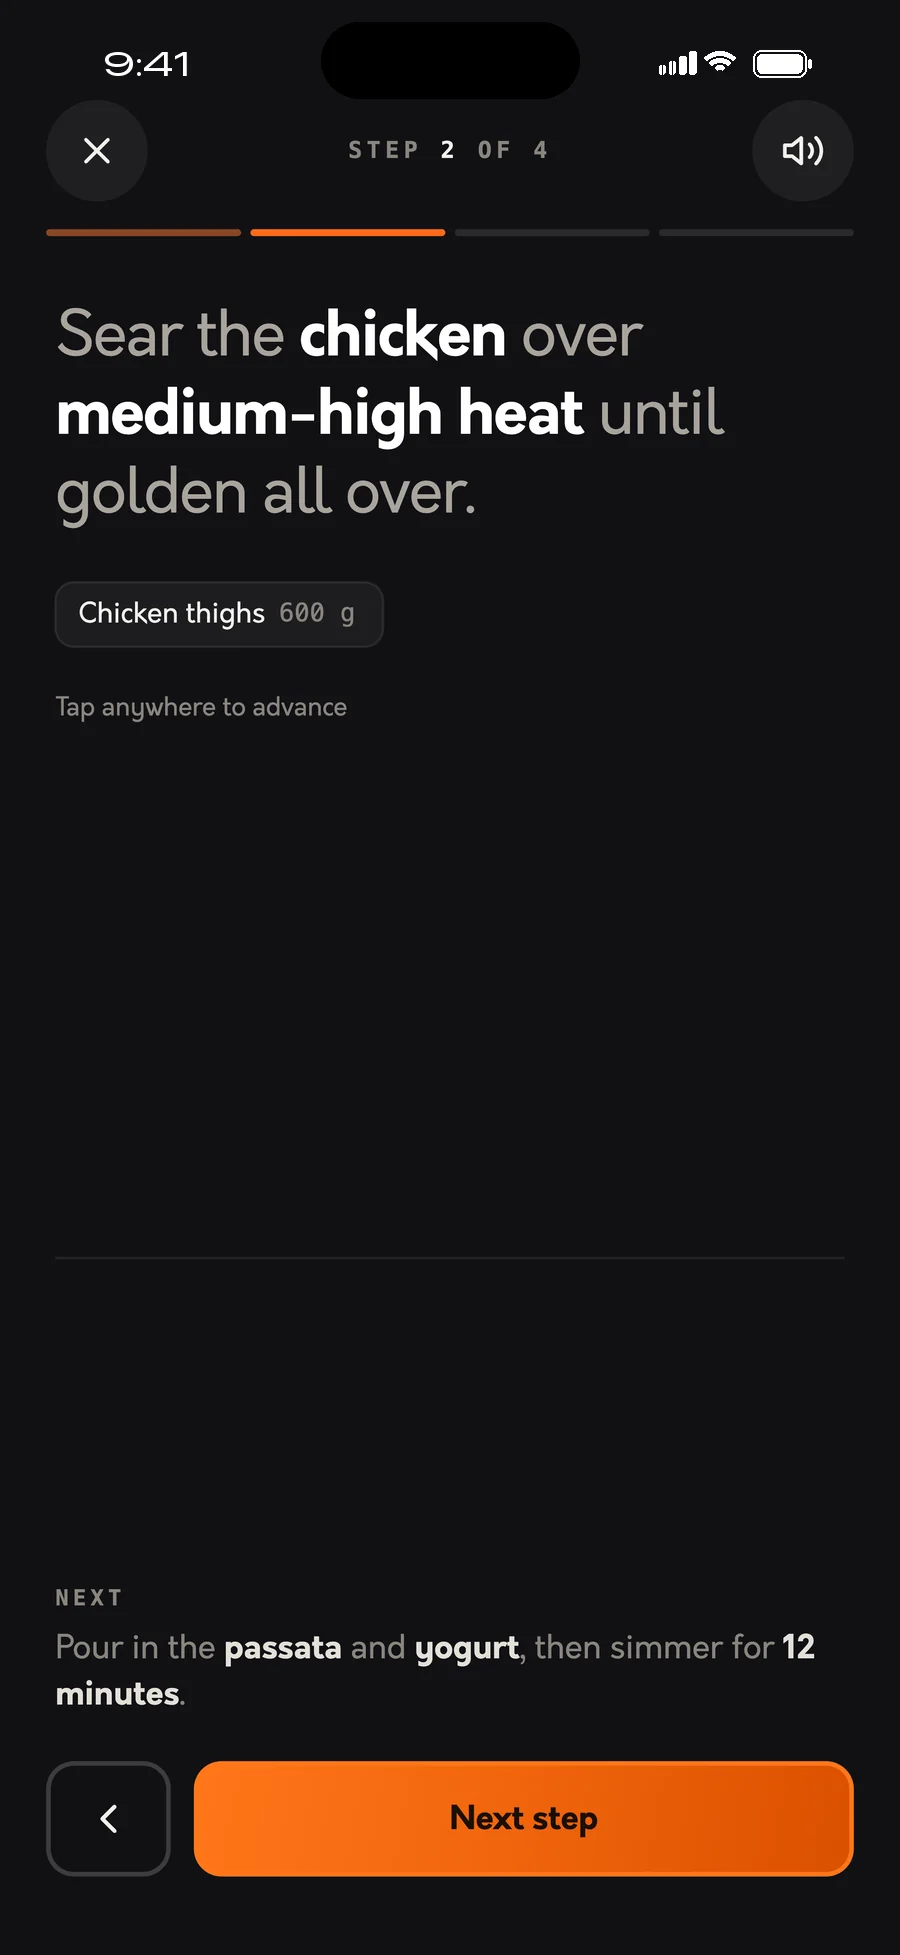 9:41
STEP 2 OF 4
Sear the chicken over
medium-high heat until
golden all over.
Chicken thighs 600 g
Tap anywhere to advance
NEXT
Pour in the passata and yogurt, then simmer for 12
minutes.
Next step